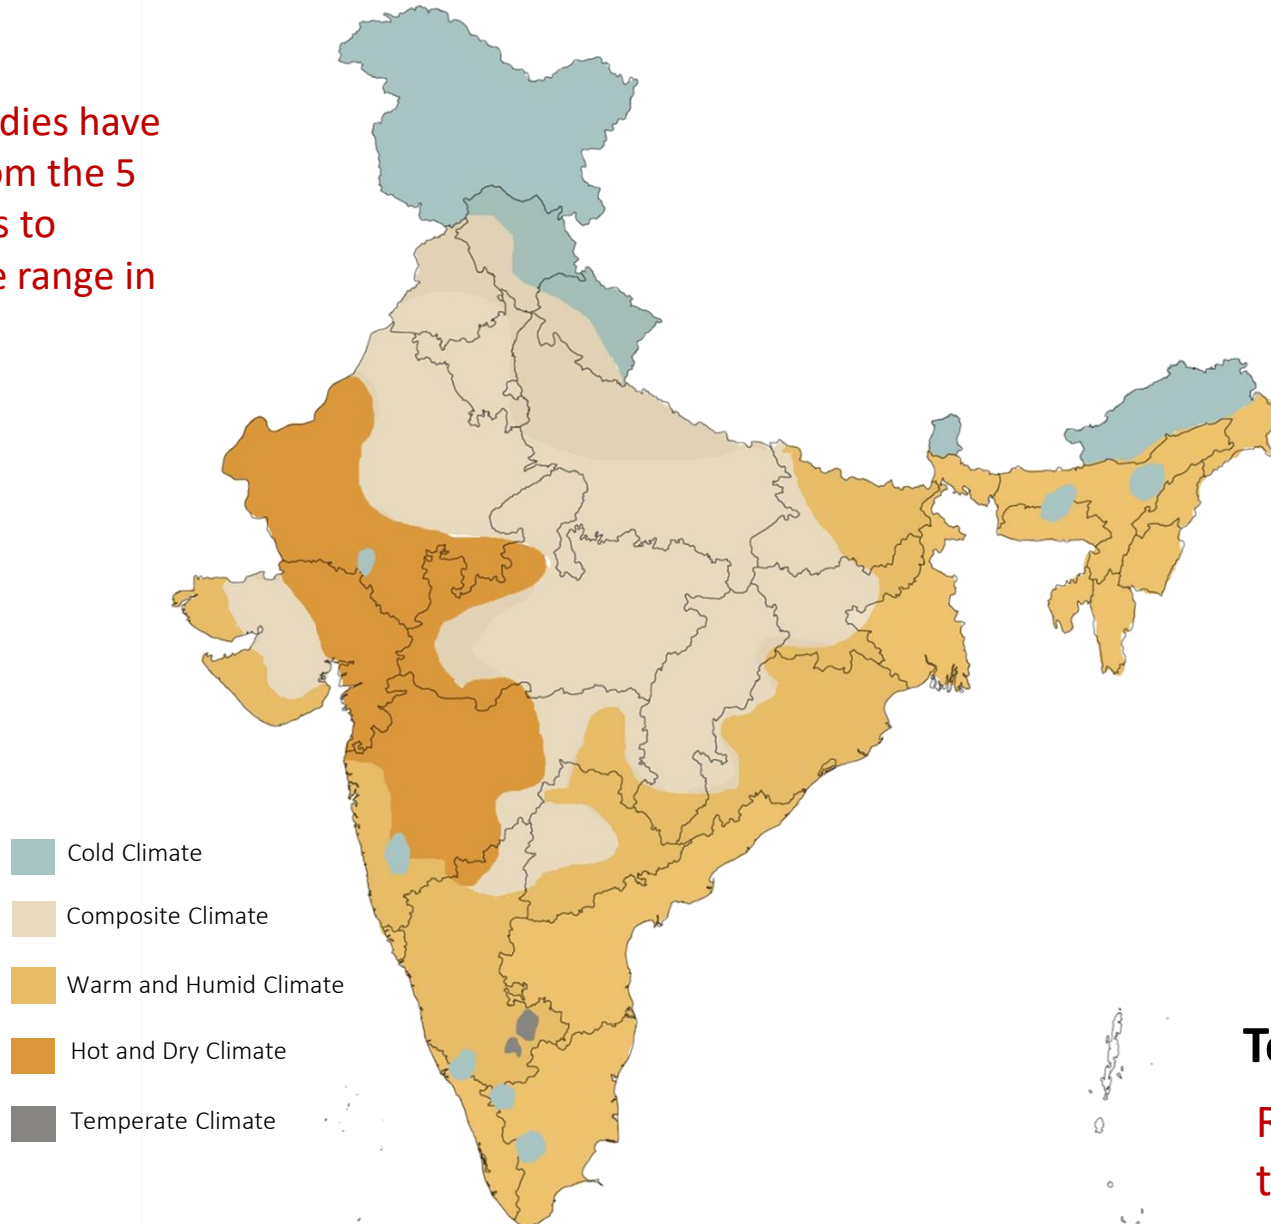 dies have
om the 5
s to
e range in
Cold Climate
Composite Climate
Warm and Humid Climate
Hot and Dry Climate
Temperate Climate
Te
R
t